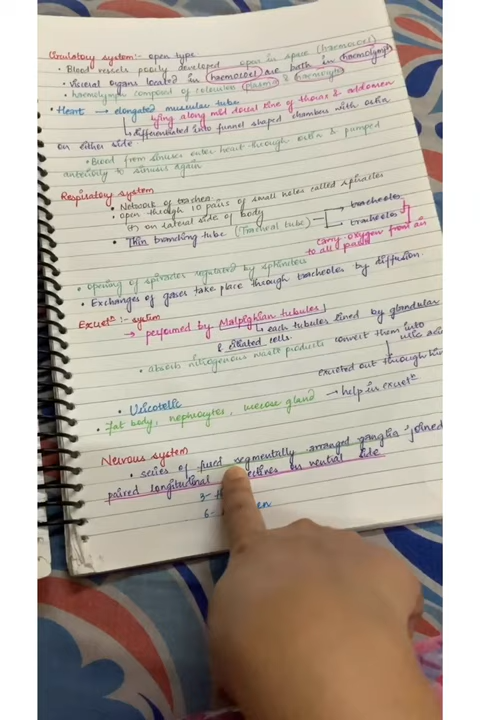 Circulatory system:- open type
• Blood vessels poorly developed open in space (haemocoel)
• Visceral organs located in haemocoel are bath in haemolymph
• haemolymph composed of colourless plasma & haemocytes
• Heart → elongated muscular tube
lying along mid dorsal line of thorax & abdomen
↳ differentiated into funnel shaped chambers with ostia
on either side
• Blood from sinuses enter heart through ostia & pumped
anteriorly to sinuses again
Respiratory system
• Network of trachea
• open through 10 pairs of small holes called spiracles
on lateral side of body
• Thin branching tube (Tracheal tube) → tracheoles
→ tracheoles
carry oxygen from air
to all parts
• opening of spiracles regulated by sphincters
• Exchanges of gases take place through tracheoles by diffusion.
Excretⁿ :- system
→ performed by Malpighian tubules
↳ each tubules lined by glandular
& ciliated cells.
• absorb nitrogenous waste products convert them into
uric acid
excreted out through
• Uricotelic
• Fat body, nephrocytes, urecose gland → help in excretⁿ
Nervous system
• series of fused segmentally arranged ganglia joined
paired longitudinal on ventral side
3-
6-